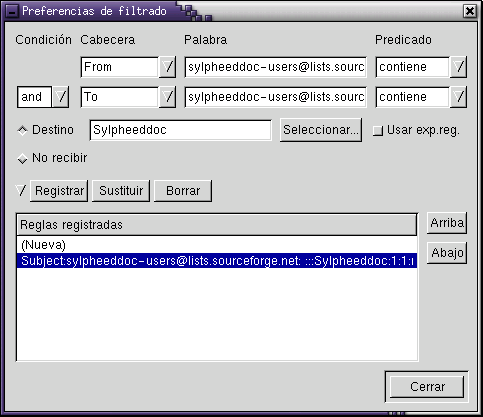 Preferencias de filtrado
Condición Cabecera Palabra Predicado
From sylpheeddoc-users@lists.sourc contiene
and To sylpheeddoc-users@lists.sourc contiene
Destino Sylpheeddoc Seleccionar... Usar exp.reg.
No recibir
Registrar Sustituir Borrar
Reglas registradas Arriba
(Nueva)
Subject:sylpheeddoc-users@lists.sourceforge.net: :::Sylpheeddoc:1:1:
Abajo
Cerrar